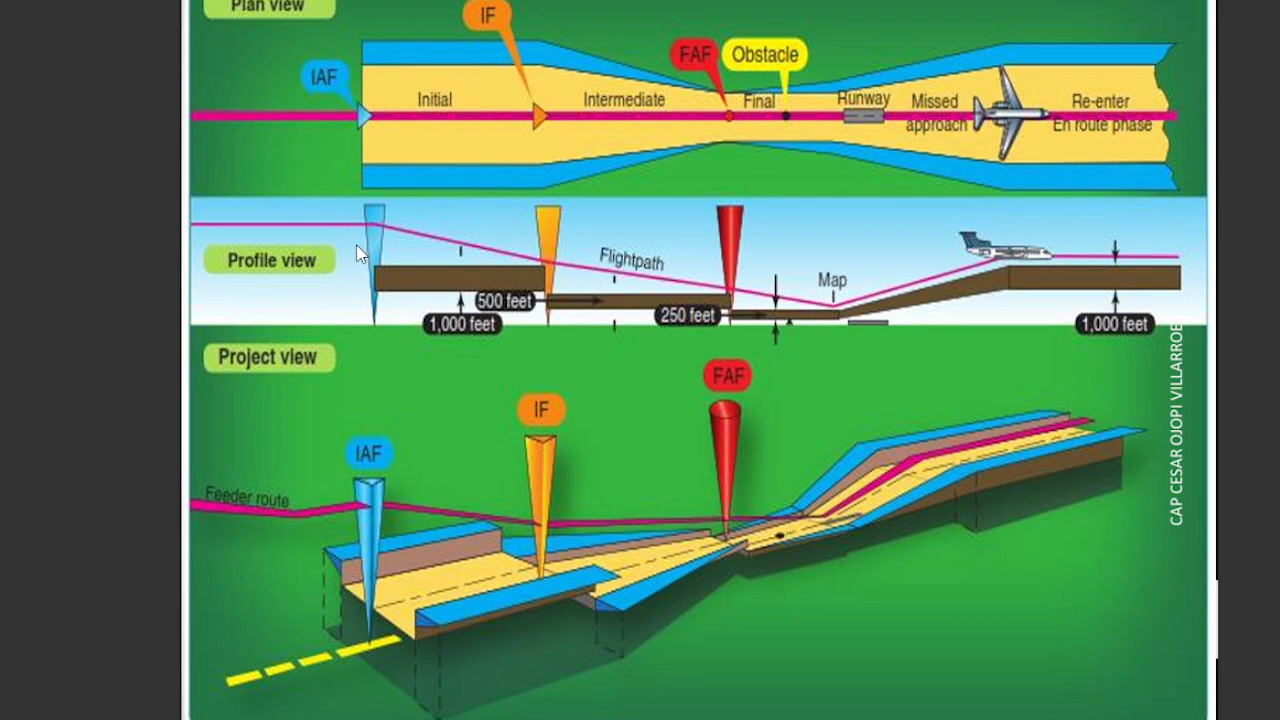 Plan view
IF
FAF
Obstacle
IAF
Initial
Intermediate
Final
Runway
Missed
approach
Re-enter
En route phase
Profile view
Flightpath
Map
500 feet
250 feet
1,000 feet
1,000 feet
Project view
FAF
IF
IAF
Feeder route
CAP CESAR OJOPI VILLARROE